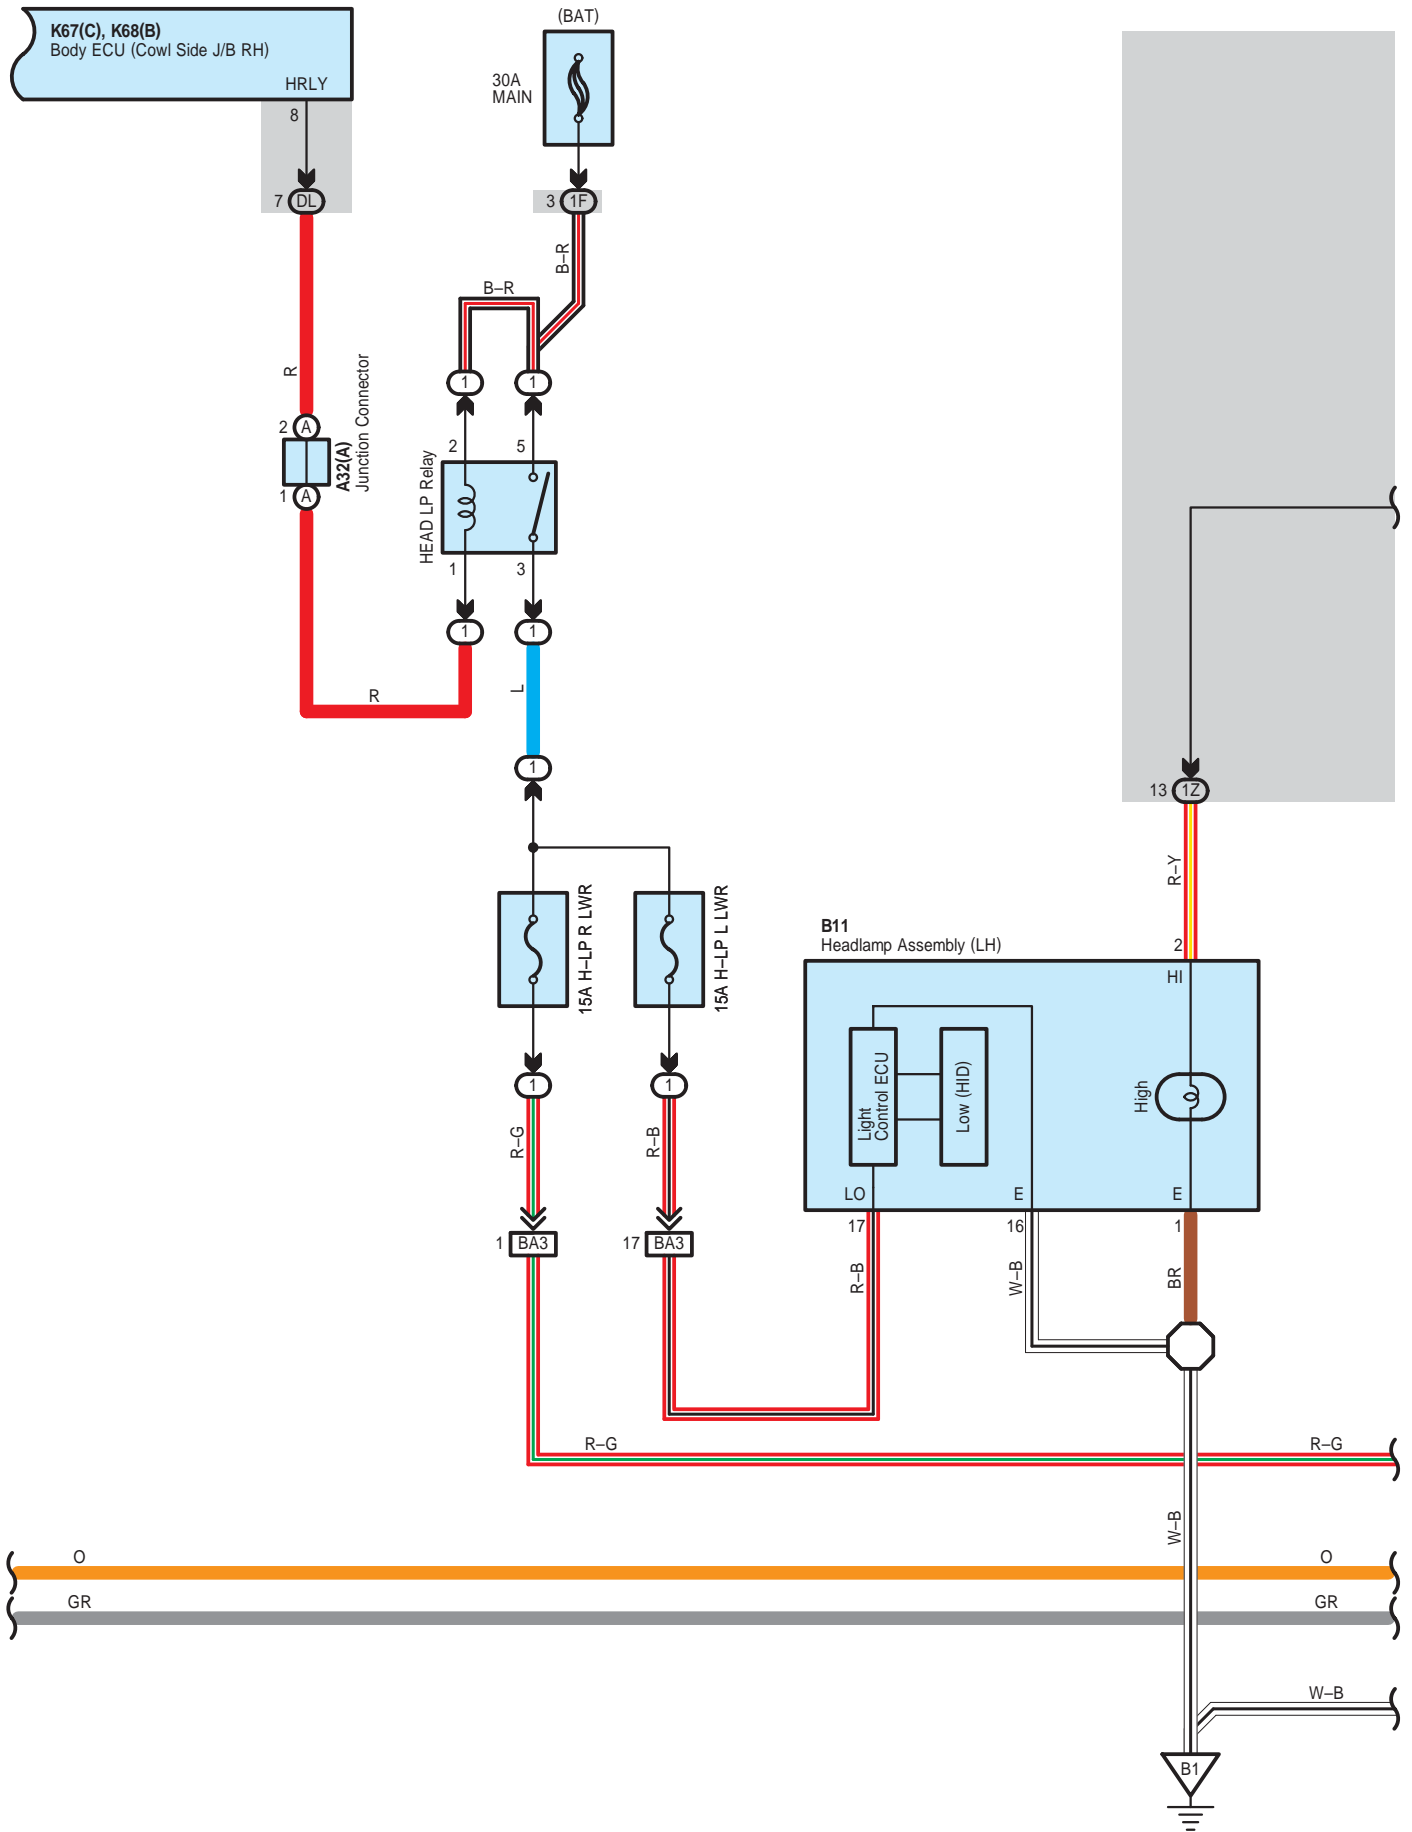 K67(C), K68(B)
Body ECU (Cowl Side J/B RH)
HRLY
8
7 DL
(BAT)
30A
MAIN
3 1F
B–R
B–R
1
1
R
2 A
A32(A)
Junction Connector
1 A
2
5
HEAD LP Relay
1
3
1
1
R
L
1
13 1Z
R–Y
15A H–LP R LWR
15A H–LP L LWR
B11
Headlamp Assembly (LH)
2
HI
Light
Control ECU
Low (HID)
High
1
1
R–G
R–B
LO
E
E
17
16
1
1 BA3
17 BA3
R–B
W–B
BR
R–G
R–G
W–B
O
O
GR
GR
W–B
B1